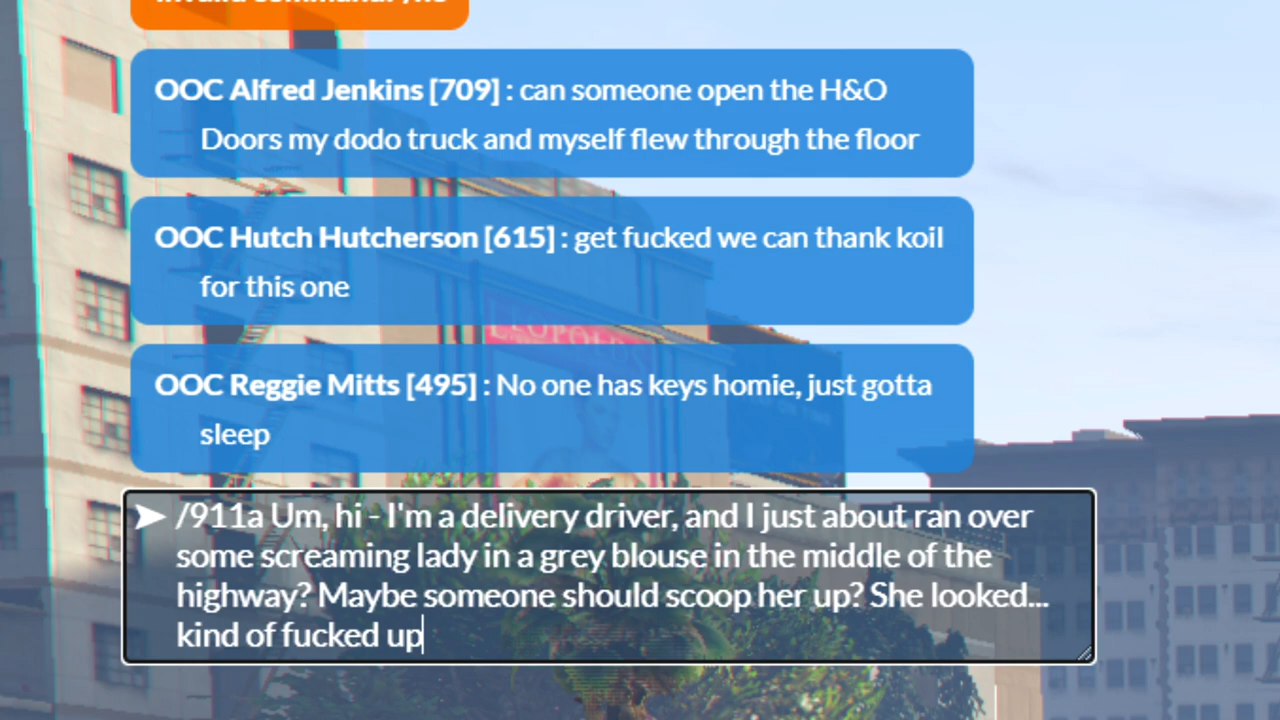 OOC Alfred Jenkins [709] : can someone open the H&O
Doors my dodo truck and myself flew through the floor
OOC Hutch Hutcherson [615] : get fucked we can thank koil
for this one
OOC Reggie Mitts [495] : No one has keys homie, just gotta
sleep
LEOPOLDS
➤ /911a Um, hi - I'm a delivery driver, and I just about ran over
some screaming lady in a grey blouse in the middle of the
highway? Maybe someone should scoop her up? She looked...
kind of fucked up